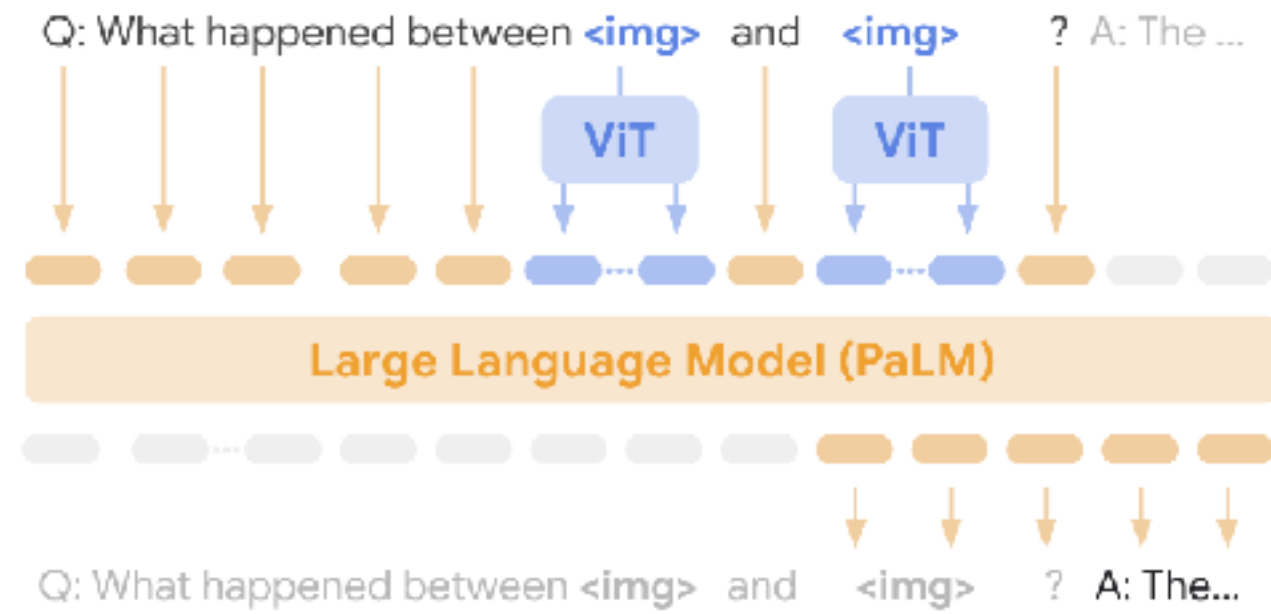 Q: What happened between <img> and <img> ? A: The ...
ViT ViT
Large Language Model (PaLM)
Q: What happened between <img> and <img> ? A: The...